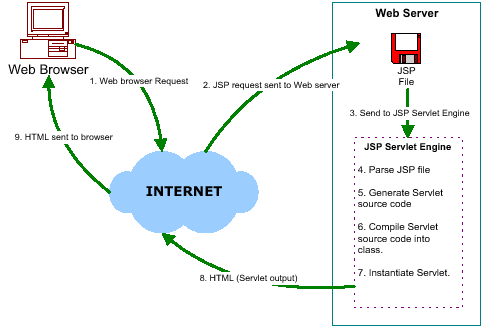 Web Server
Web Browser
JSP
File
1. Web browser Request
2. JSP request sent to Web server
3. Send to JSP Servlet Engine
JSP Servlet Engine
4. Parse JSP file
5. Generate Servlet
source code
6. Compile Servlet
source code into
class.
7. Instantiate Servlet.
INTERNET
8. HTML (Servlet output)
9. HTML sent to browser